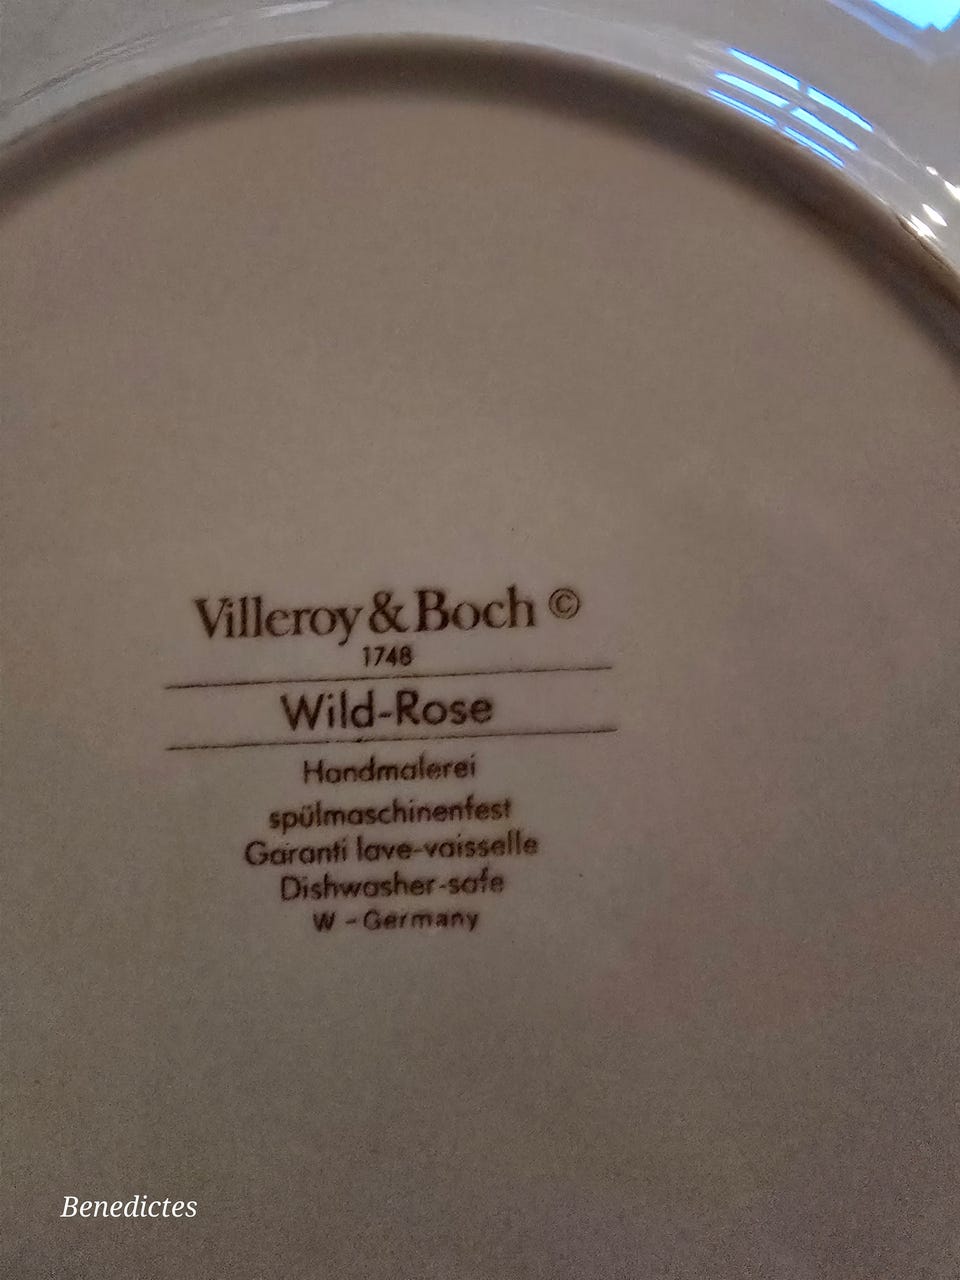 Villeroy & Boch ©
1748
Wild-Rose
Handmalerei
spülmaschinenfest
Garanti lave-vaisselle
Dishwasher-safe
W - Germany
Benedictes